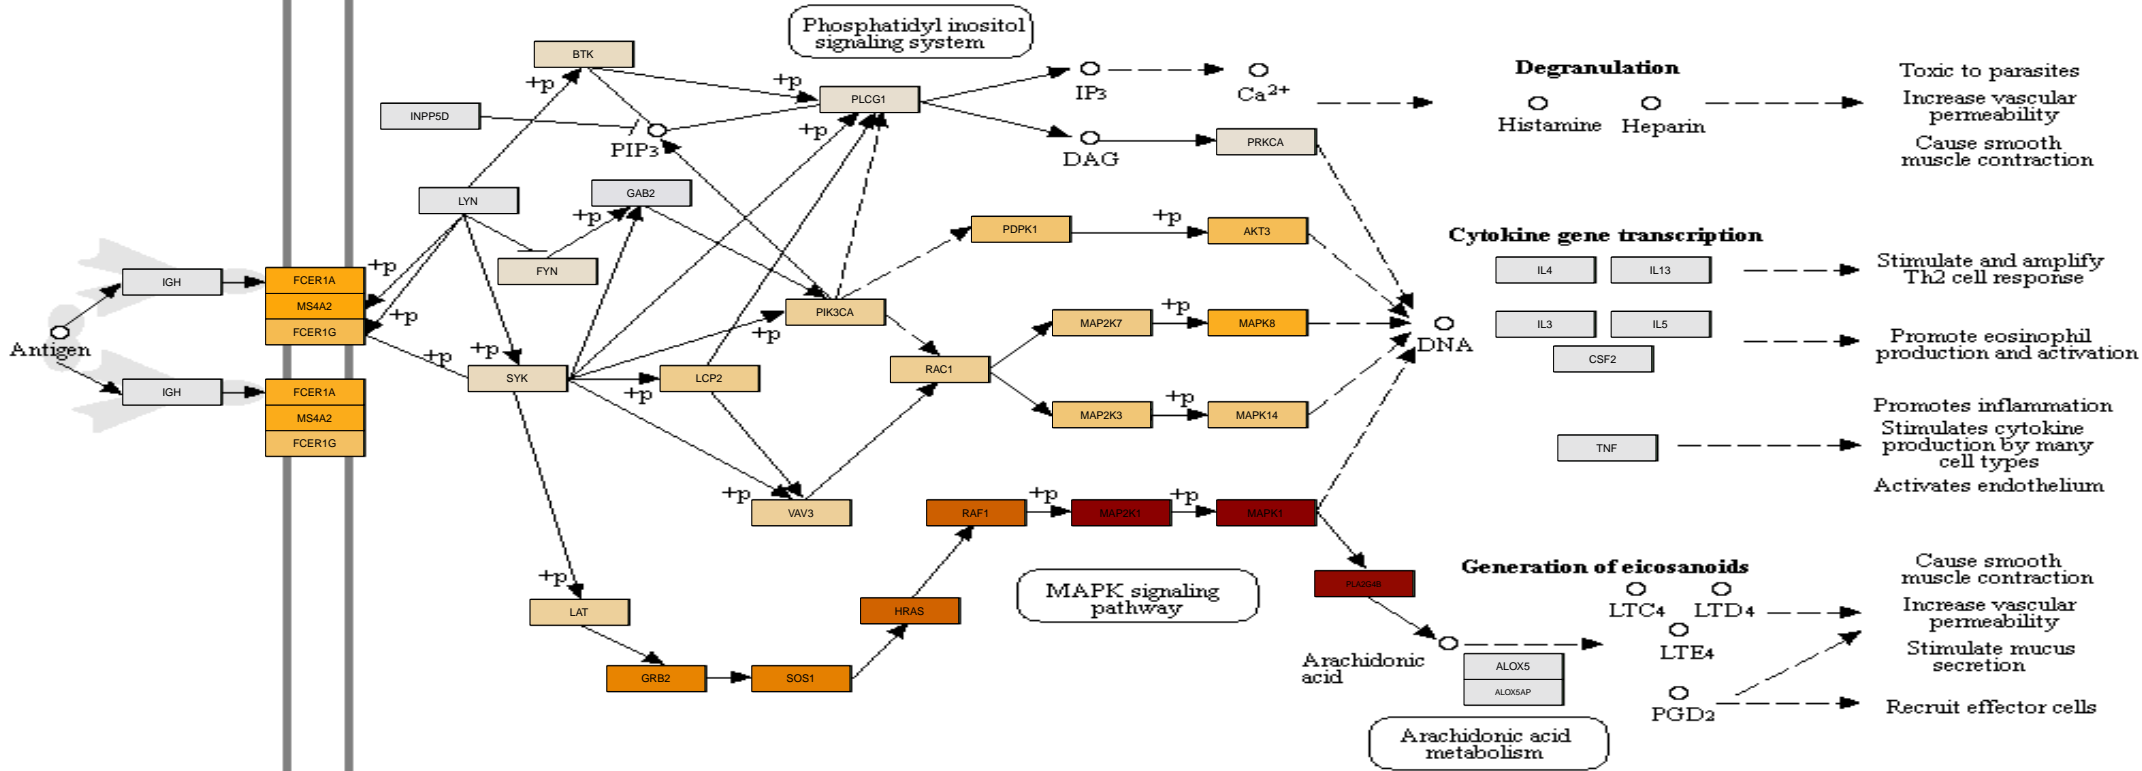 Phosphatidyl inositol
signaling system
BTK
+p
+p
PLCG1
IP3
Ca2+
INPP5D
+p
PIP3
DAG
PRKCA
Degranulation
Histamine
Heparin
Toxic to parasites
Increase vascular
permeability
Cause smooth
muscle contraction
LYN
GAB2
+p
FYN
PDPK1
+p
AKT3
Cytokine gene transcription
IL4
IL13
Stimulate and amplify
Th2 cell response
IL3
IL5
CSF2
Promote eosinophil
production and activation
Antigen
IGH
FCER1A
MS4A2
FCER1G
+p
+p
+p
+p
IGH
FCER1A
MS4A2
FCER1G
SYK
+p
LCP2
PIK3CA
+p
RAC1
MAP2K7
+p
MAPK8
MAP2K3
+p
MAPK14
DNA
TNF
Promotes inflammation
Stimulates cytokine
production by many
cell types
Activates endothelium
+p
VAV3
RAF1
+p
MAP2K1
+p
MAPK1
+p
LAT
HRAS
GRB2
SOS1
MAPK signaling
pathway
PLA2G4B
Generation of eicosanoids
LTC4
LTD4
LTE4
Arachidonic
acid
ALOX5
ALOX5AP
PGD2
Arachidonic acid
metabolism
Cause smooth
muscle contraction
Increase vascular
permeability
Stimulate mucus
secretion
Recruit effector cells